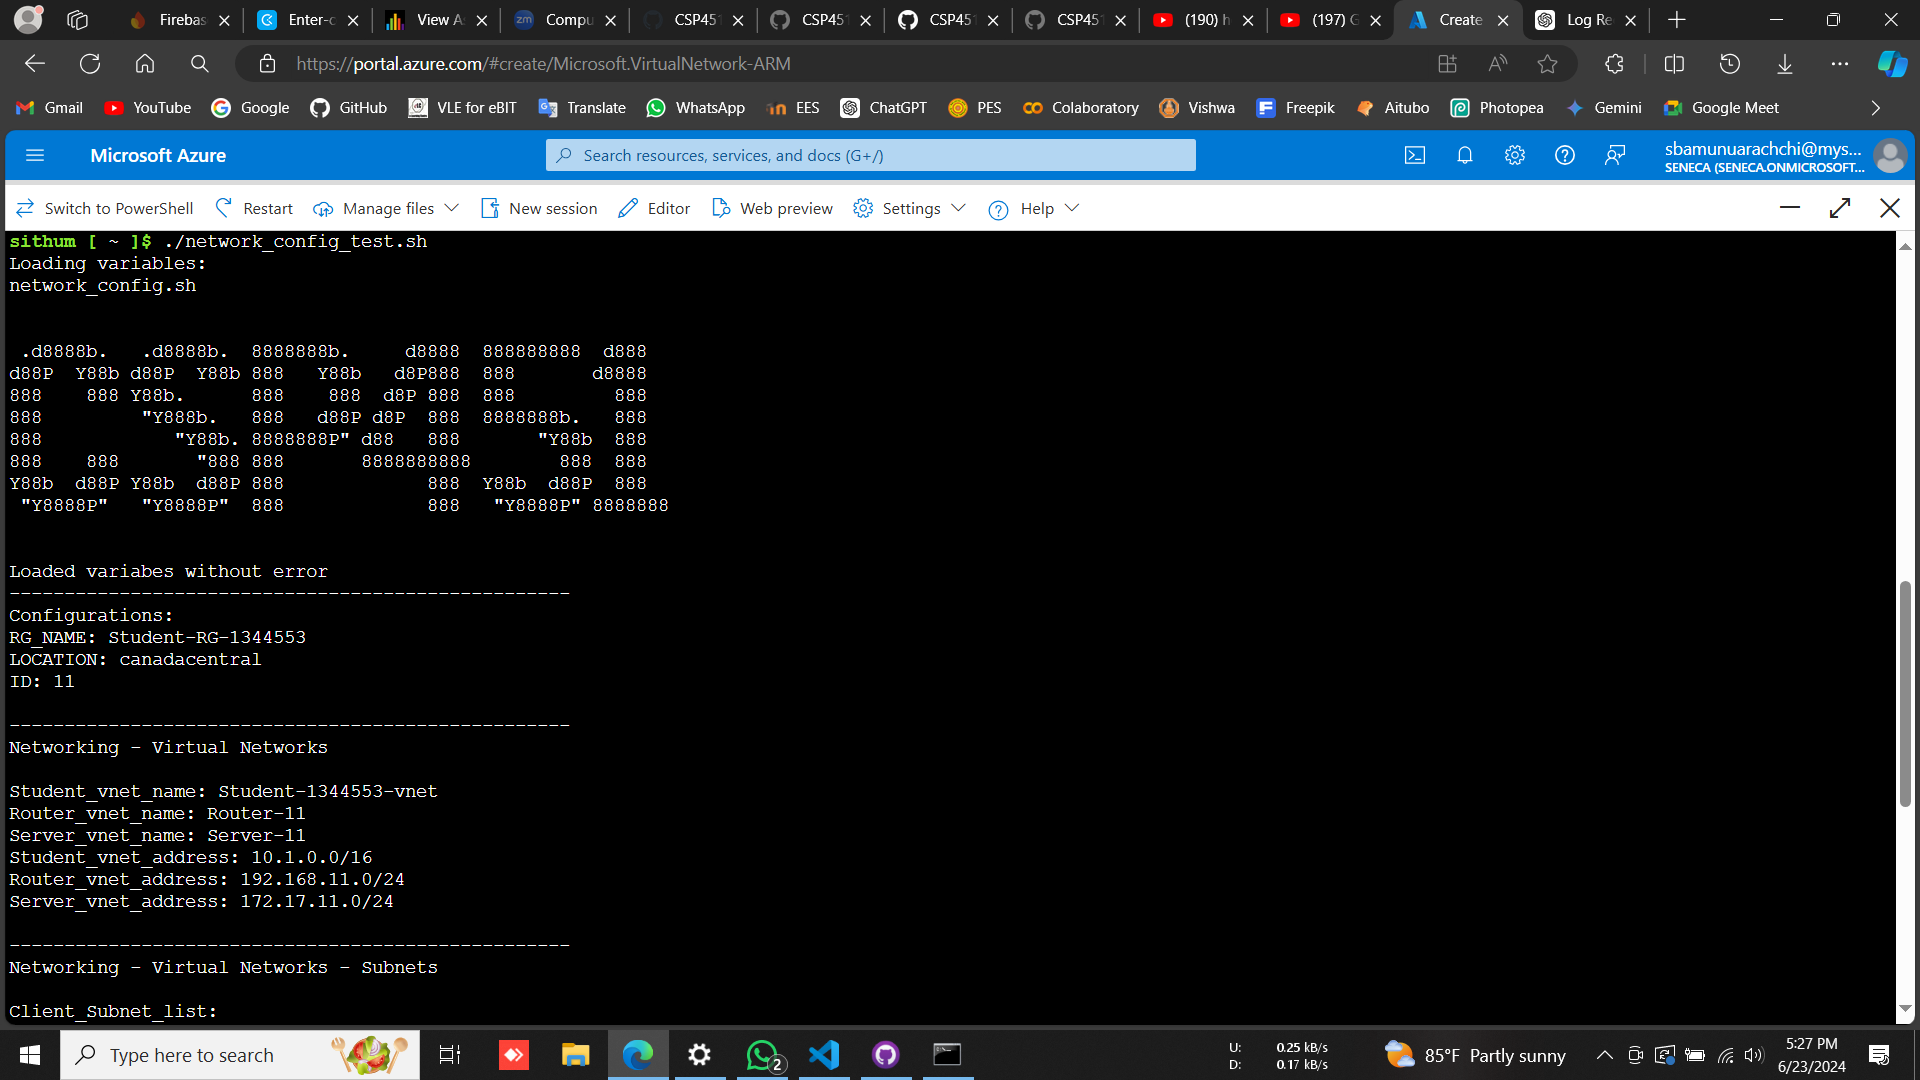 Firebas
Enter-c
View A
zm
Compu
CSP451
CSP451
CSP451
CSP451
(190) h
(197) G
Create
Log Re
https://portal.azure.com/#create/Microsoft.VirtualNetwork-ARM
Gmail
YouTube
Google
GitHub
VLE for eBIT
Translate
WhatsApp
EES
ChatGPT
PES
Colaboratory
Vishwa
Freepik
Aitubo
Photopea
Gemini
Google Meet
Microsoft Azure
Search resources, services, and docs (G+/)
sbamunuarachchi@mys...
SENECA (SENECA.ONMICROSOFT...
Switch to PowerShell
Restart
Manage files
New session
Editor
Web preview
Settings
Help
sithum [ ~ ]$ ./network_config_test.sh
Loading variables:
network_config.sh
 .d8888b.   .d8888b.  8888888b.     d8888  888888888  d888
d88P  Y88b d88P  Y88b 888   Y88b   d8P888  888       d8888
888    888 Y88b.      888    888  d8P 888  888         888
888         "Y888b.   888   d88P d8P  888  8888888b.   888
888            "Y88b. 8888888P" d88   888       "Y88b  888
888    888       "888 888       8888888888        888  888
Y88b  d88P Y88b  d88P 888             888  Y88b  d88P  888
 "Y8888P"   "Y8888P"  888             888   "Y8888P" 8888888
Loaded variabes without error
---------------------------------------------------
Configurations:
RG_NAME: Student-RG-1344553
LOCATION: canadacentral
ID: 11
---------------------------------------------------
Networking - Virtual Networks
Student_vnet_name: Student-1344553-vnet
Router_vnet_name: Router-11
Server_vnet_name: Server-11
Student_vnet_address: 10.1.0.0/16
Router_vnet_address: 192.168.11.0/24
Server_vnet_address: 172.17.11.0/24
---------------------------------------------------
Networking - Virtual Networks - Subnets
Client_Subnet_list:
Type here to search
2
U: 0.25 kB/s
D: 0.17 kB/s
85°F Partly sunny
5:27 PM
6/23/2024